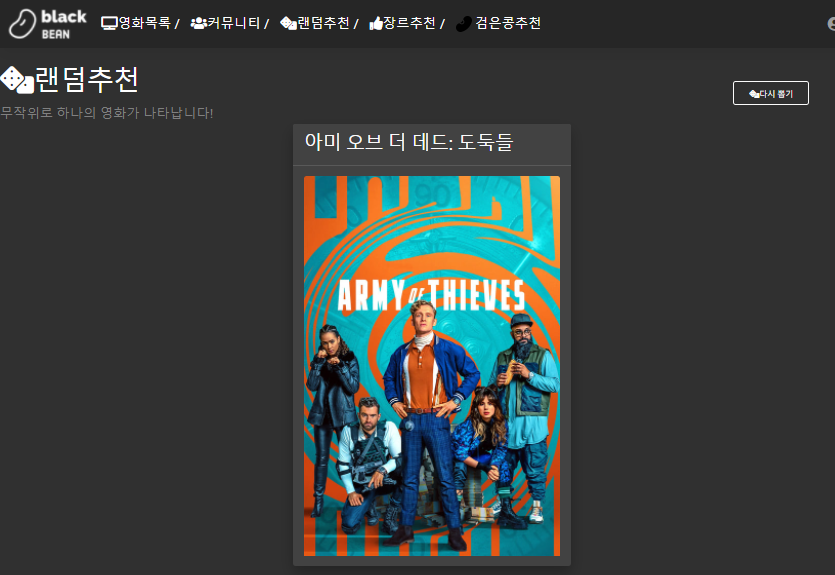 black
BEAN
영화목록 / 커뮤니티 / 랜덤추천 / 장르추천 / 검은콩추천
랜덤추천
무작위로 하나의 영화가 나타납니다!
다시 뽑기
아미 오브 더 데드: 도둑들
90
ARMY OF THIEVES